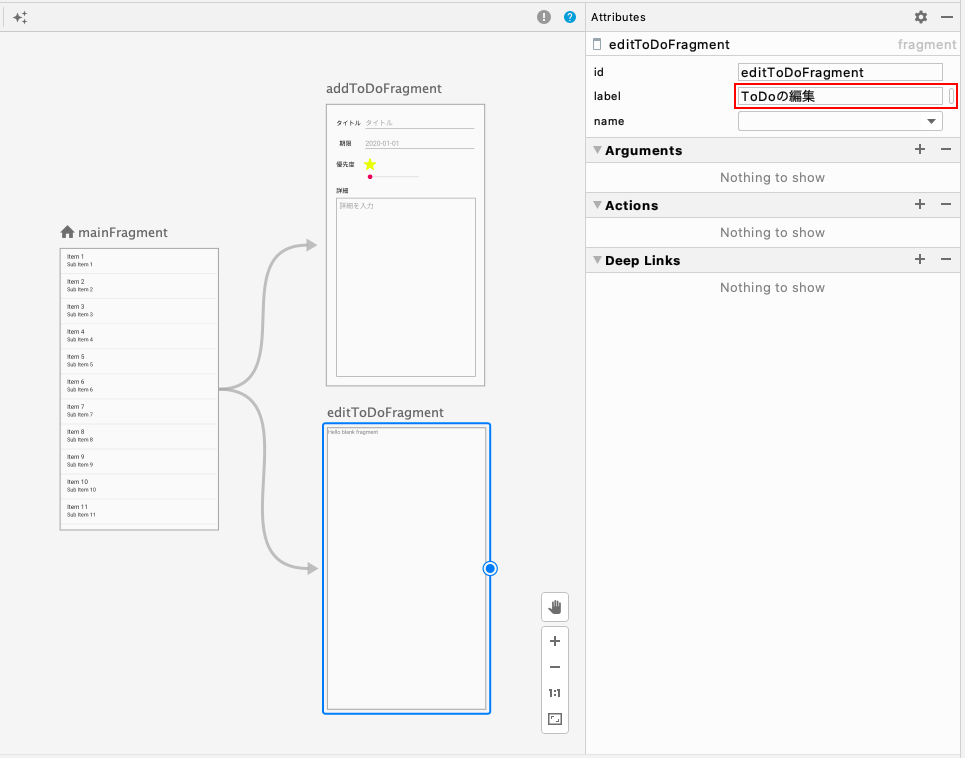 Attributes
editToDoFragment fragment
id editToDoFragment
label ToDoの編集
name
Arguments
Nothing to show
Actions
Nothing to show
Deep Links
Nothing to show
addToDoFragment
タイトル タイトル
期限 2020-01-01
優先度
詳細
詳細を入力
mainFragment
Item 1
Sub Item 1
Item 2
Sub Item 2
Item 3
Sub Item 3
Item 4
Sub Item 4
Item 5
Sub Item 5
Item 6
Sub Item 6
Item 7
Sub Item 7
Item 8
Sub Item 8
Item 9
Sub Item 9
Item 10
Sub Item 10
Item 11
Sub Item 11
editToDoFragment
Hello blank fragment
1:1